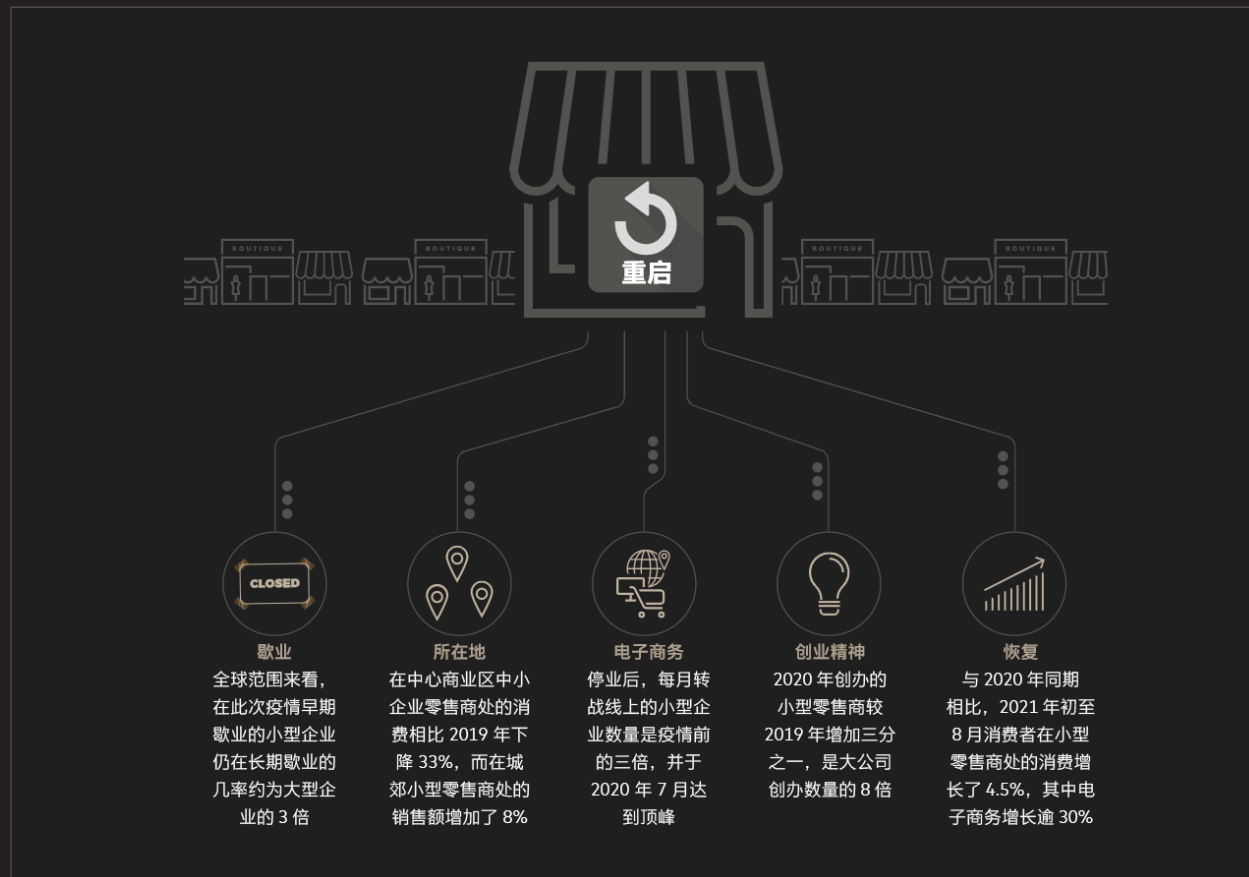 BOUTIQUE
BOUTIQUE
BOUTIQUE
BOUTIQUE
重启
CLOSED
歇业
全球范围来看，
在此次疫情早期
歇业的小型企业
仍在长期歇业的
几率约为大型企
业的 3 倍
所在地
在中心商业区中小
企业零售商处的消
费相比 2019 年下
降 33%，而在城
郊小型零售商处的
销售额增加了 8%
电子商务
停业后，每月转
战线上的小型企
业数量是疫情前
的三倍，并于
2020 年 7 月达
到顶峰
创业精神
2020 年创办的
小型零售商较
2019 年增加三分
之一，是大公司
创办数量的 8 倍
恢复
与 2020 年同期
相比，2021 年初至
8 月消费者在小型
零售商处的消费增
长了 4.5%，其中电
子商务增长逾 30%